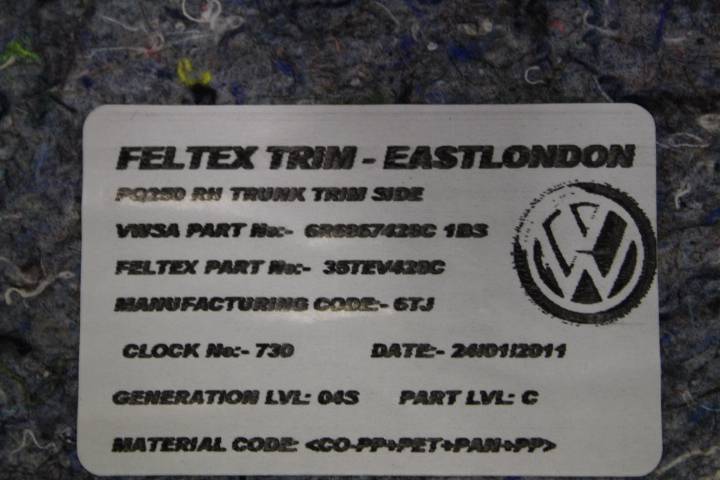 FELTEX TRIM - EASTLONDON
PQ250 RH TRUNK TRIM SIDE
VWSA PART No:- 6R6867428C 1BS
FELTEX PART No:- 35TEV428C
MANUFACTURING CODE:- 6TJ
CLOCK No:- 730 DATE:- 24/01/2011
GENERATION LVL: 04S PART LVL: C
MATERIAL CODE: <CO-PP+PET+PAN+PP>